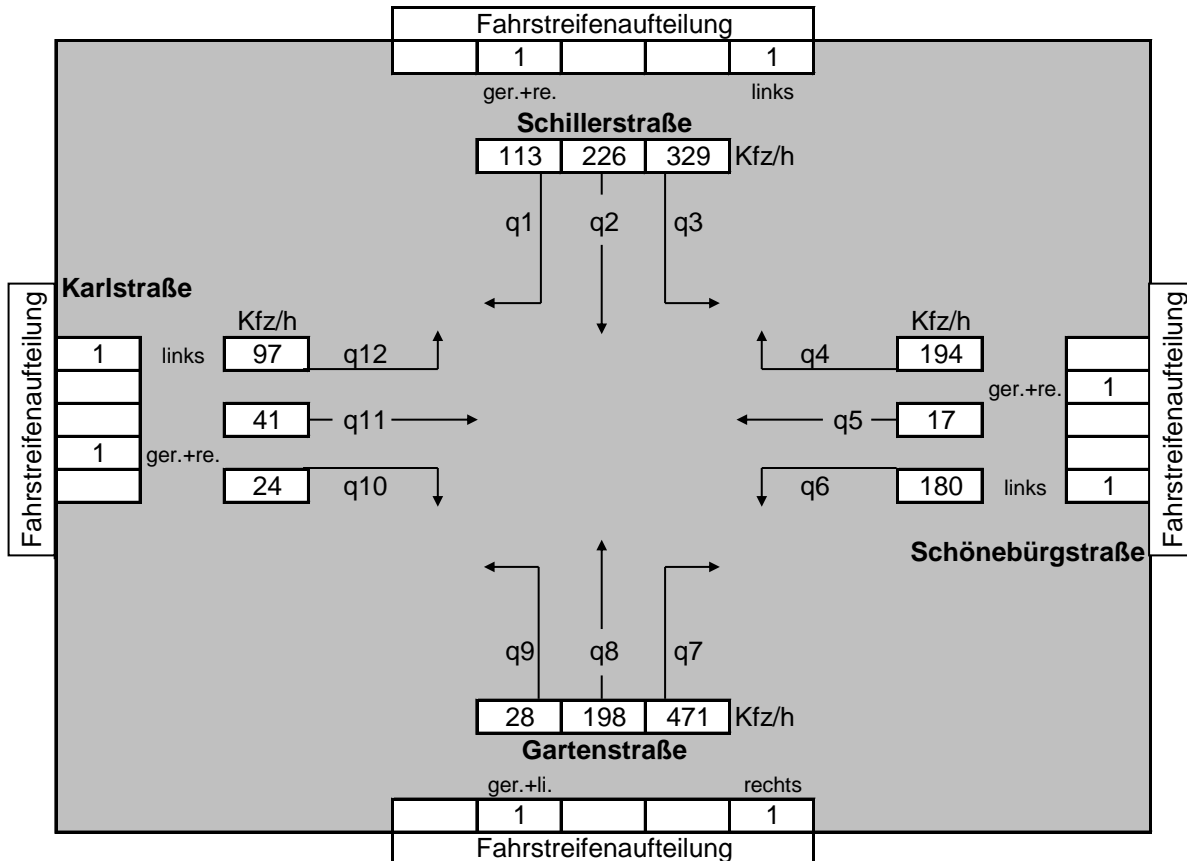 Fahrstreifenaufteilung
1 1
ger.+re. links
Schillerstraße
113 226 329 Kfz/h
q1 q2 q3
Karlstraße
Fahrstreifenaufteilung
Kfz/h
1 links 97 q12
41 q11
1 ger.+re.
24 q10
Kfz/h
q4 194
ger.+re. 1
q5 17
q6 180 links 1
Schönebürgstraße
Fahrstreifenaufteilung
q9 q8 q7
28 198 471 Kfz/h
Gartenstraße
ger.+li. rechts
1 1
Fahrstreifenaufteilung